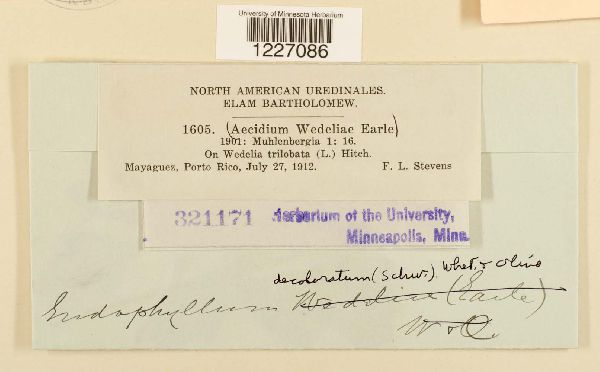 University of Minnesota Herbarium
1227086
NORTH AMERICAN UREDINALES.
ELAM BARTHOLOMEW.
1605. (Aecidium Wedeliae Earle)
1901: Muhlenbergia 1: 16.
On Wedelia trilobata (L.) Hitch.
Mayaguez, Porto Rico, July 27, 1912. F. L. Stevens
321171 Herbarium of the University,
Minneapolis, Minn.
decoloratum (Schw.) Whet. & Olive
Endophyllum Wedeliae (Earle)
W & O.